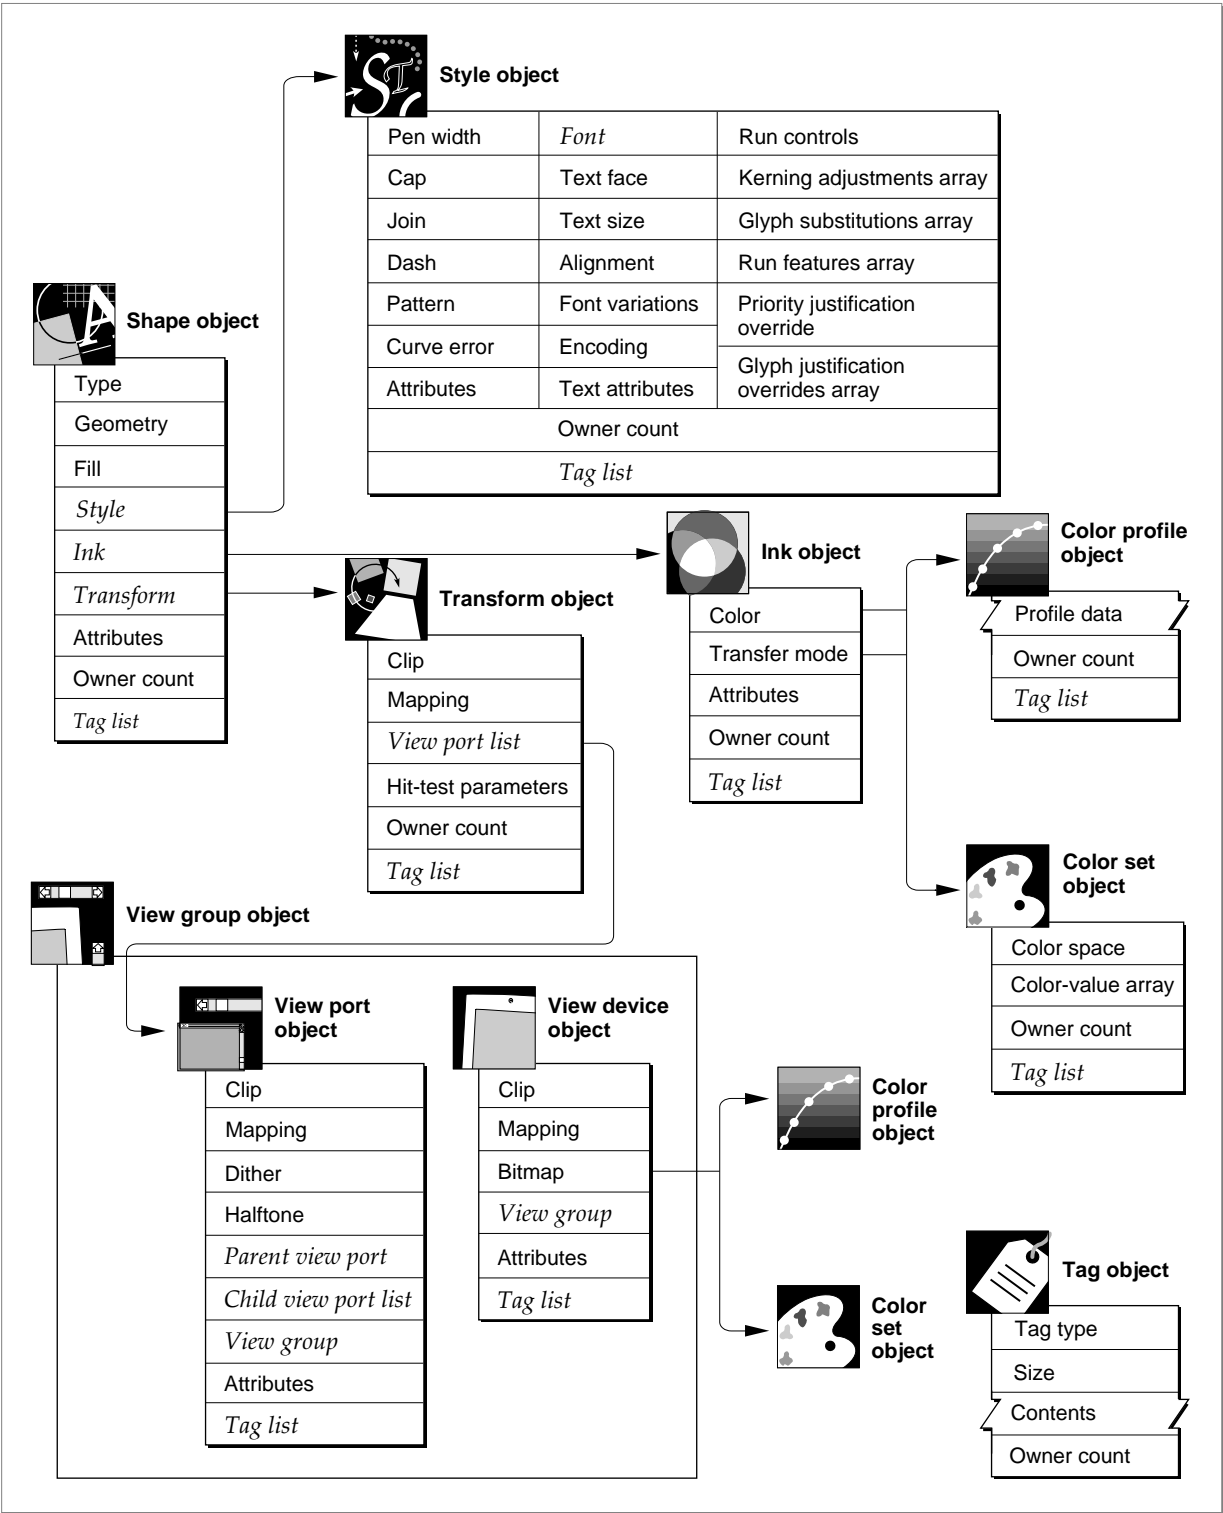 Style object
Pen width
Font
Run controls
Cap
Text face
Kerning adjustments array
Join
Text size
Glyph substitutions array
Dash
Alignment
Run features array
Pattern
Font variations
Priority justification
override
Curve error
Encoding
Glyph justification
overrides array
Attributes
Text attributes
Owner count
Tag list
Shape object
Type
Geometry
Fill
Style
Ink
Transform
Attributes
Owner count
Tag list
Transform object
Clip
Mapping
View port list
Hit-test parameters
Owner count
Tag list
Ink object
Color
Transfer mode
Attributes
Owner count
Tag list
Color profile
object
Profile data
Owner count
Tag list
Color set
object
Color space
Color-value array
Owner count
Tag list
View group object
View port
object
Clip
Mapping
Dither
Halftone
Parent view port
Child view port list
View group
Attributes
Tag list
View device
object
Clip
Mapping
Bitmap
View group
Attributes
Tag list
Color
profile
object
Color
set
object
Tag object
Tag type
Size
Contents
Owner count